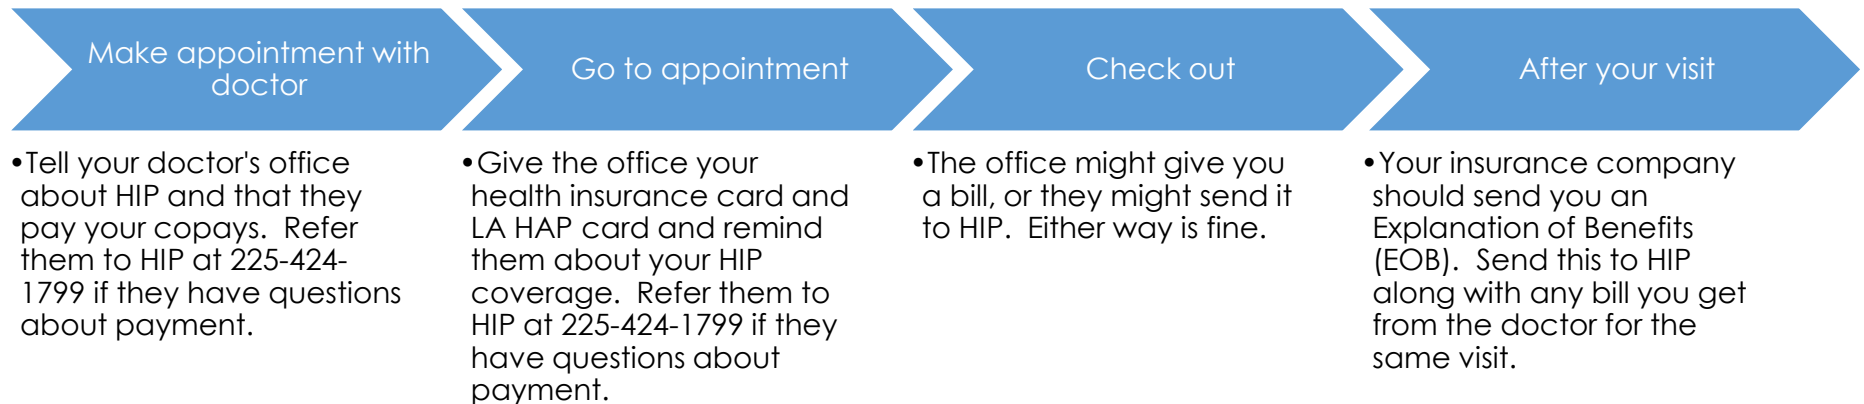 Make appointment with
doctor
Go to appointment
Check out
After your visit
•Tell your doctor's office
about HIP and that they
pay your copays.  Refer
them to HIP at 225-424-
1799 if they have questions
about payment.
•Give the office your
health insurance card and
LA HAP card and remind
them about your HIP
coverage.  Refer them to
HIP at 225-424-1799 if they
have questions about
payment.
•The office might give you
a bill, or they might send it
to HIP.  Either way is fine.
•Your insurance company
should send you an
Explanation of Benefits
(EOB).  Send this to HIP
along with any bill you get
from the doctor for the
same visit.